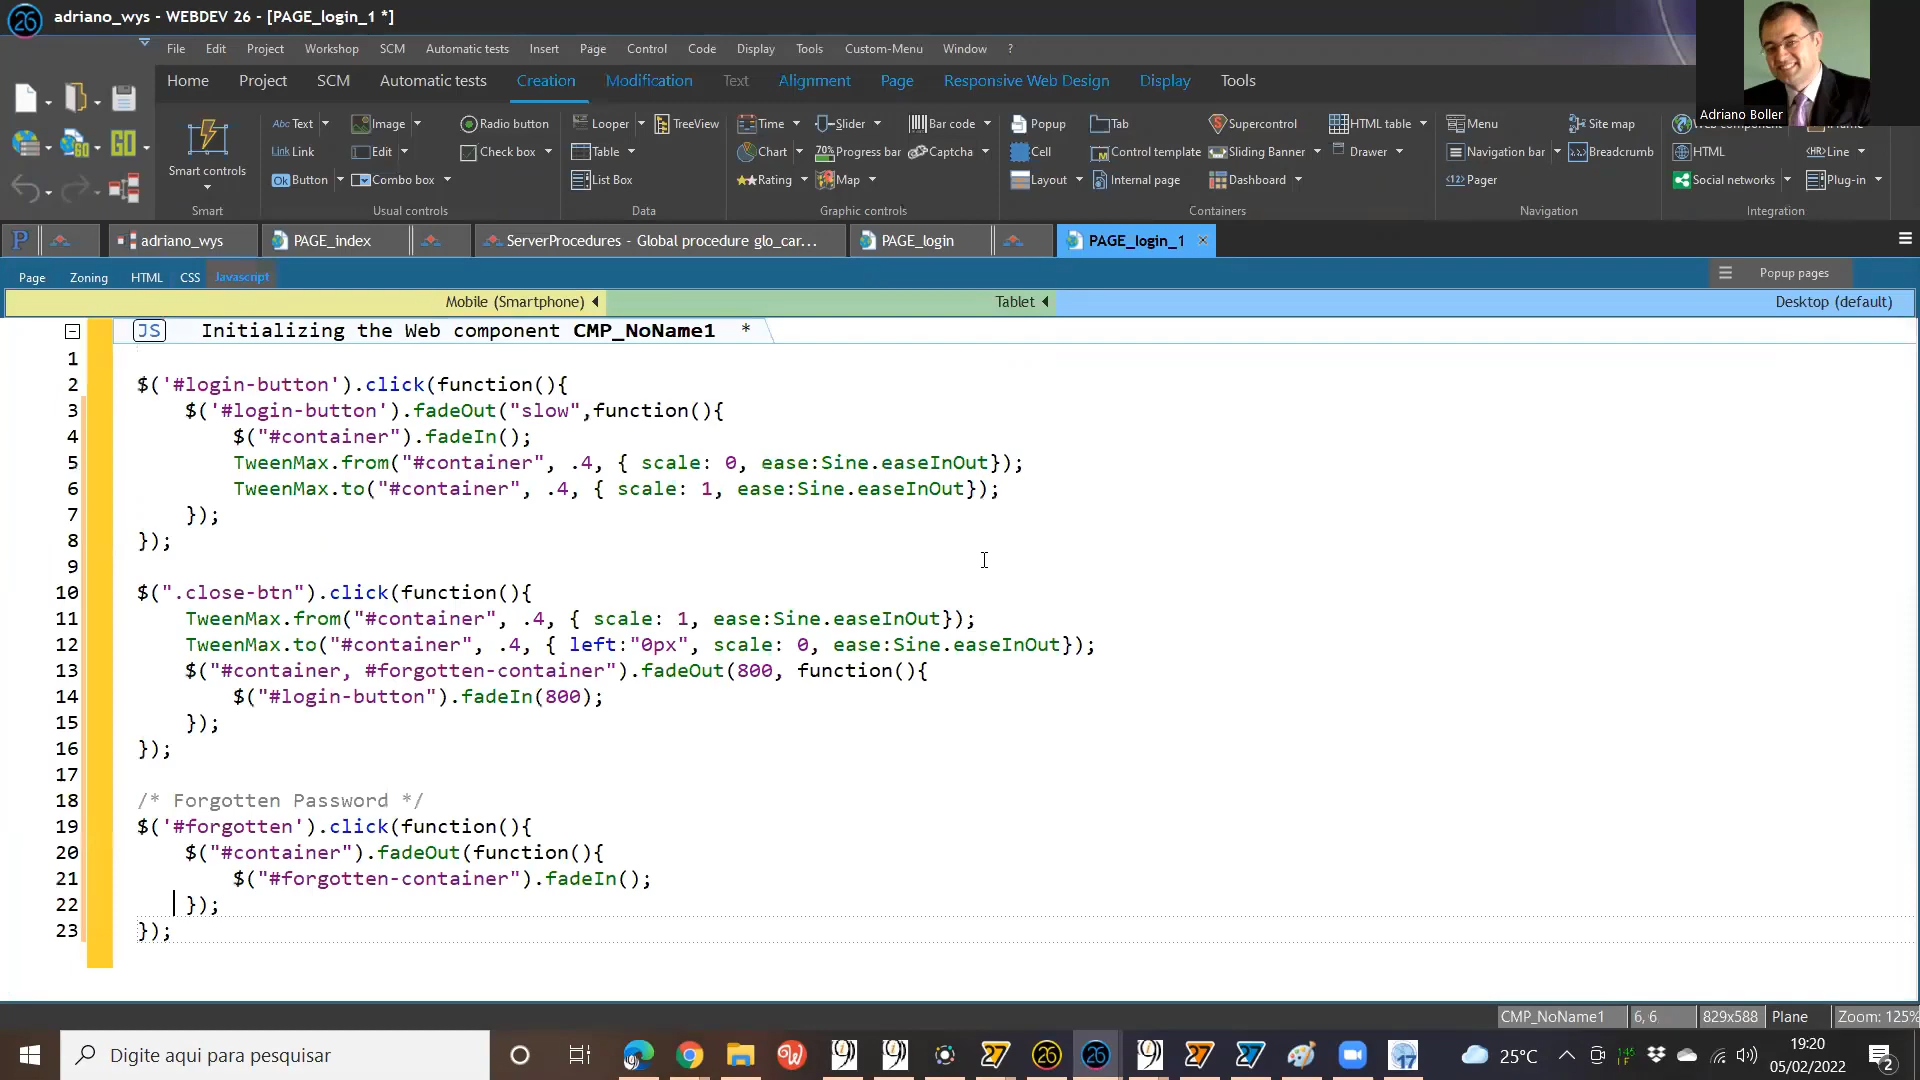 26 adriano_wys - WEBDEV 26 - [PAGE_login_1 *]
File Edit Project Workshop SCM Automatic tests Insert Page Control Code Display Tools Custom-Menu Window ?
Home Project SCM Automatic tests Creation Modification Text Alignment Page Responsive Web Design Display Tools
Adriano Boller
Abc Text Image Radio button Looper TreeView Time Slider Bar code Popup Tab Supercontrol HTML table Menu Site map
Smart controls Link Link Edit Check box Table Chart 70% Progress bar Captcha Cell Control template Sliding Banner Drawer Navigation bar Breadcrumb HTML HR Line
GO
Ok Button Combo box List Box Rating Map Layout Internal page Dashboard <12> Pager Social networks Plug-in
Smart Usual controls Data Graphic controls Containers Navigation Integration
P adriano_wys PAGE_index ServerProcedures - Global procedure glo_car... PAGE_login PAGE_login_1 ×
Page Zoning HTML CSS Javascript Popup pages
Mobile (Smartphone) Tablet Desktop (default)
JS Initializing the Web component CMP_NoName1 *
1
2 $('#login-button').click(function(){
3 $('#login-button').fadeOut("slow",function(){
4 $("#container").fadeIn();
5 TweenMax.from("#container", .4, { scale: 0, ease:Sine.easeInOut});
6 TweenMax.to("#container", .4, { scale: 1, ease:Sine.easeInOut});
7 });
8 });
9
10 $(".close-btn").click(function(){
11 TweenMax.from("#container", .4, { scale: 1, ease:Sine.easeInOut});
12 TweenMax.to("#container", .4, { left:"0px", scale: 0, ease:Sine.easeInOut});
13 $("#container, #forgotten-container").fadeOut(800, function(){
14 $("#login-button").fadeIn(800);
15 });
16 });
17
18 /* Forgotten Password */
19 $('#forgotten').click(function(){
20 $("#container").fadeOut(function(){
21 $("#forgotten-container").fadeIn();
22 });
23 });
CMP_NoName1 6, 6 829x588 Plane Zoom: 125%
Digite aqui para pesquisar 25°C 19:20
05/02/2022 2